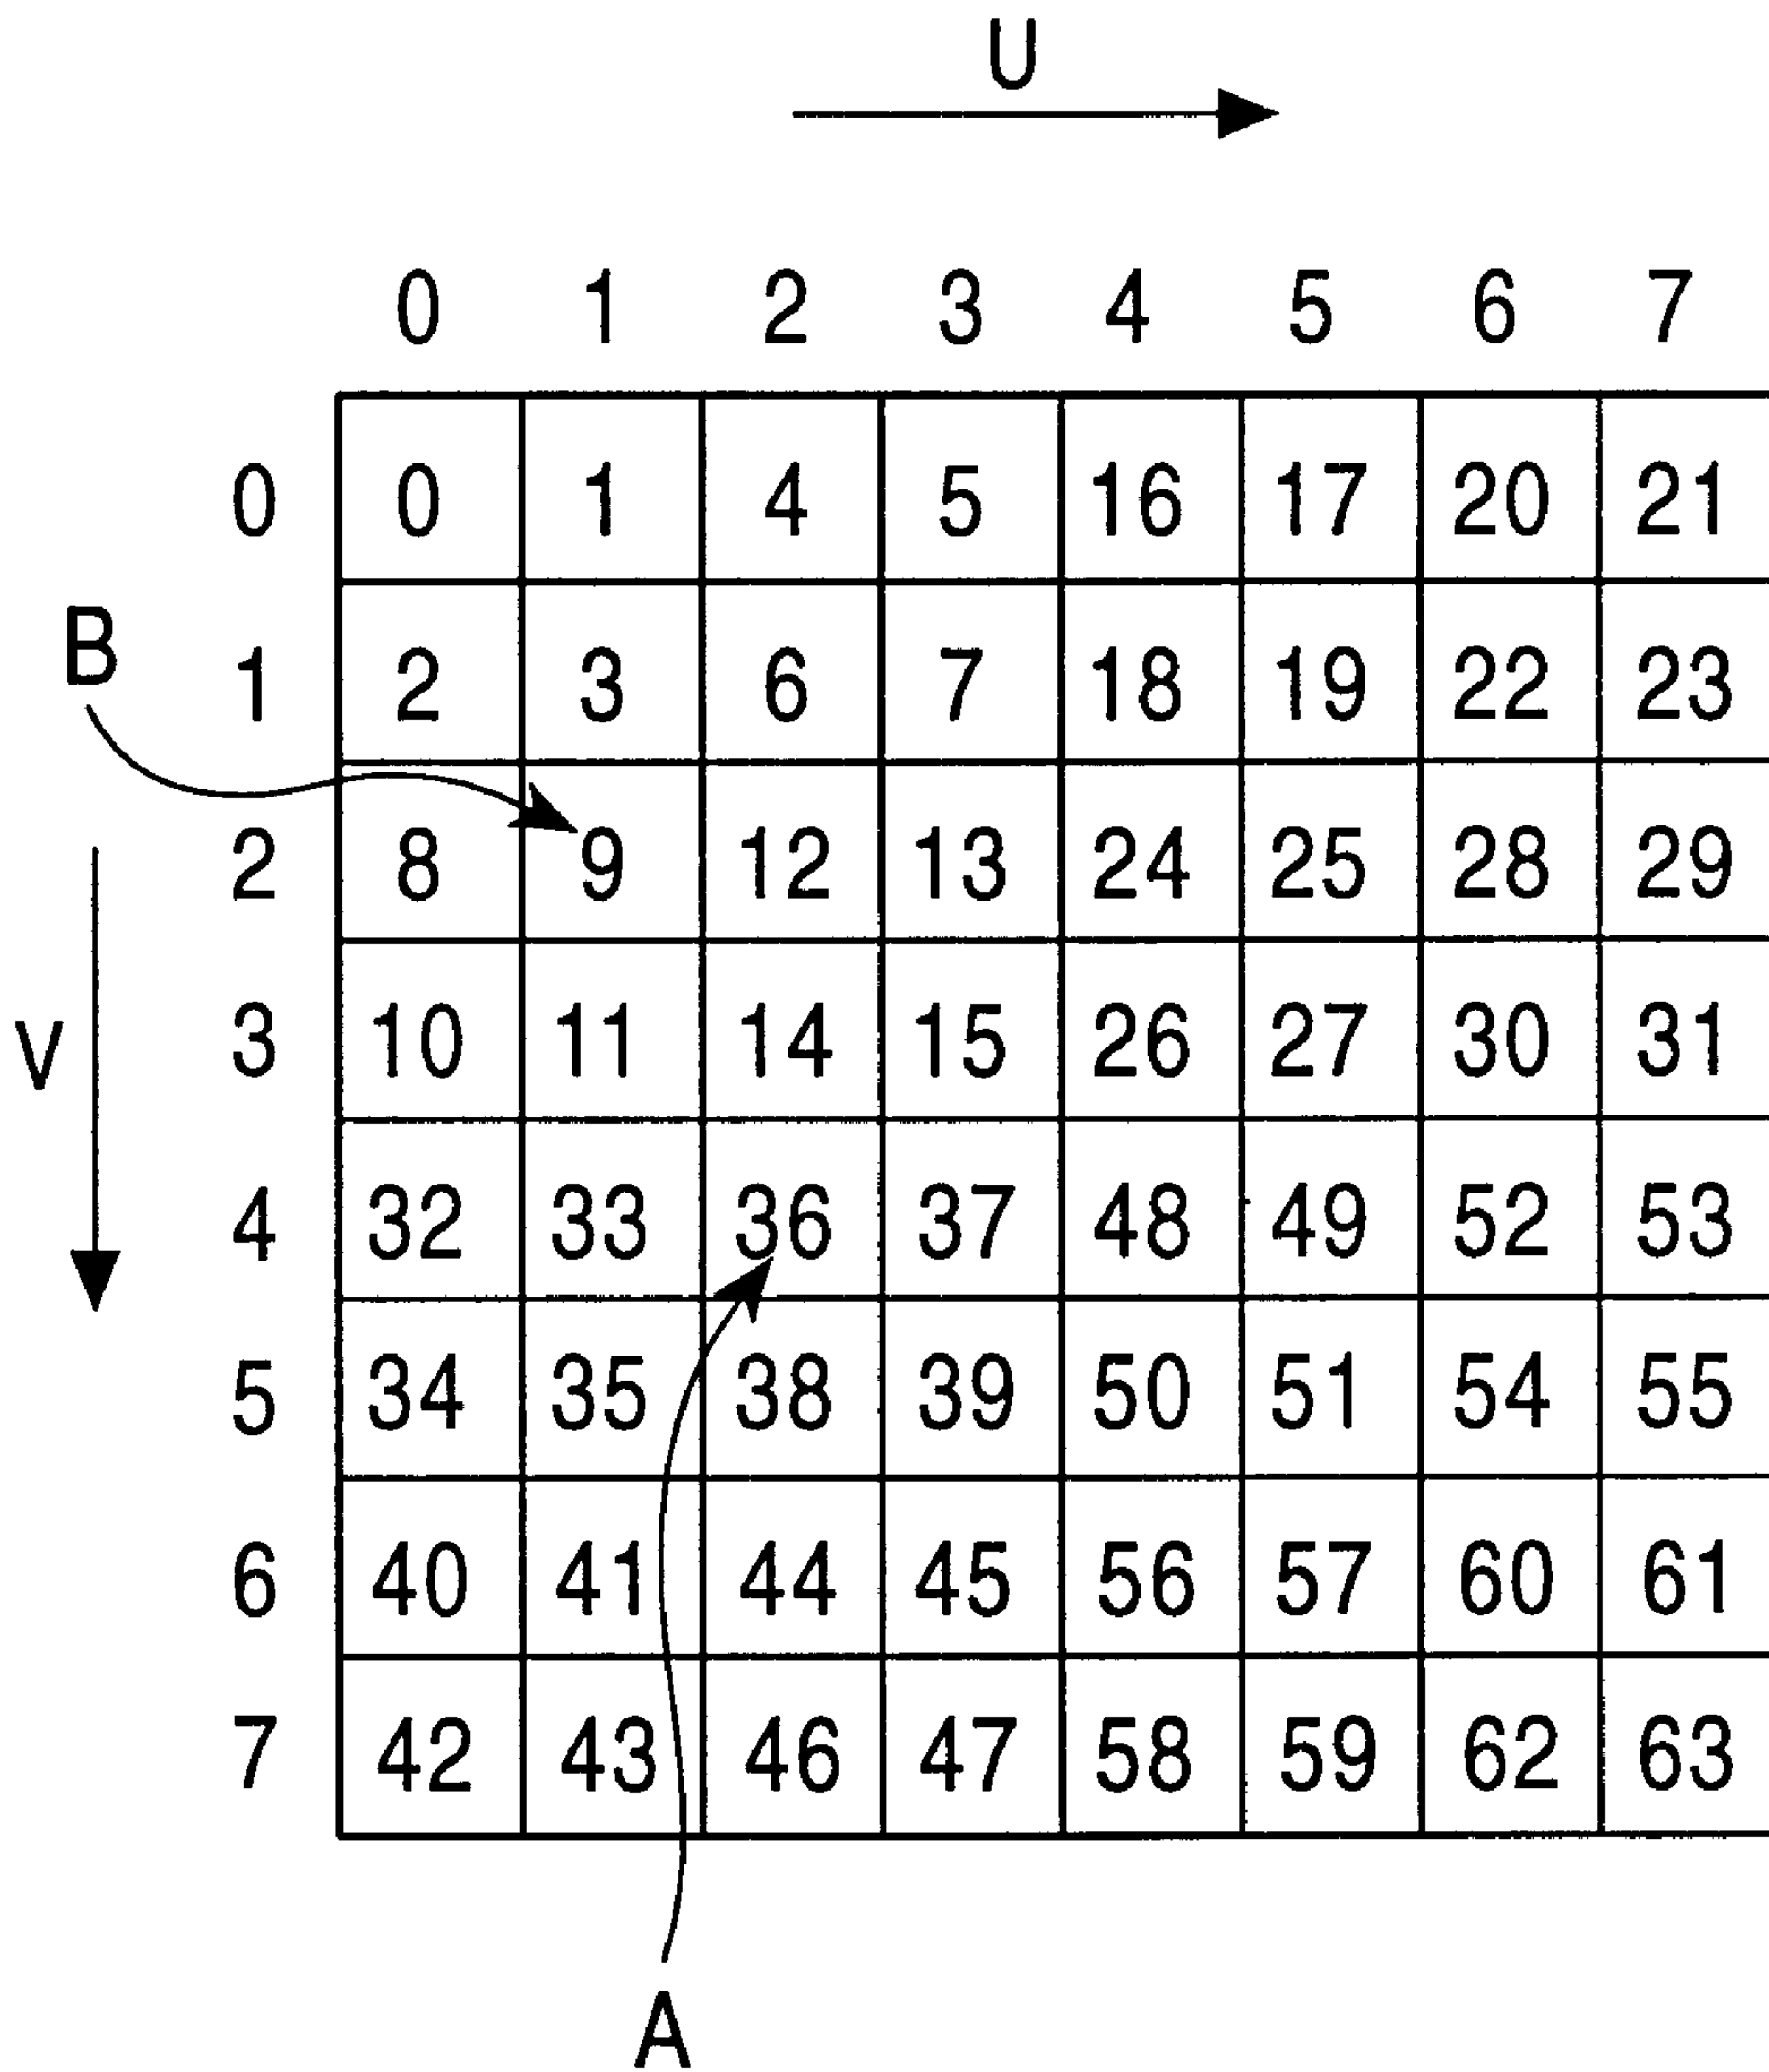 U
0 1 2 3 4 5 6 7
0 0 1 4 5 16 17 20 21
B
1 2 3 6 7 18 19 22 23
2 8 9 12 13 24 25 28 29
V
3 10 11 14 15 26 27 30 31
4 32 33 36 37 48 49 52 53
5 34 35 38 39 50 51 54 55
6 40 41 44 45 56 57 60 61
7 42 43 46 47 58 59 62 63
A